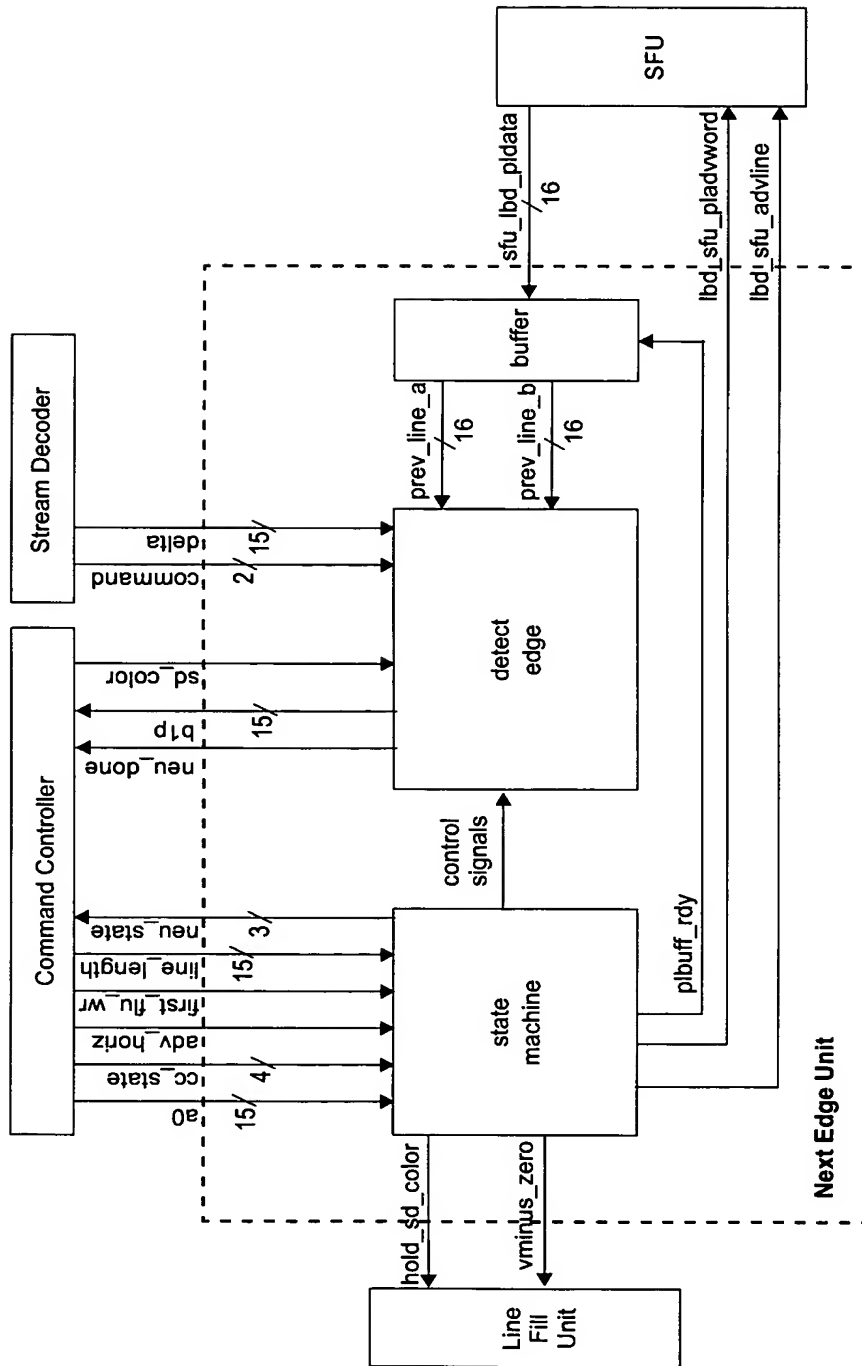 SFU
sfu_lbd_pldata
16
lbd_sfu_pladvword
lbd_sfu_advline
Stream Decoder
delta
15
command
2
buffer
prev_line_a
16
prev_line_b
16
Command Controller
sd_color
b1p
15
neu_done
detect
edge
control
signals
neu_state
3
line_length
15
first_flu_wr
adv_horiz
cc_state
4
a0
15
state
machine
plbuff_rdy
hold_sd_color
vminus_zero
Line
Fill
Unit
Next Edge Unit